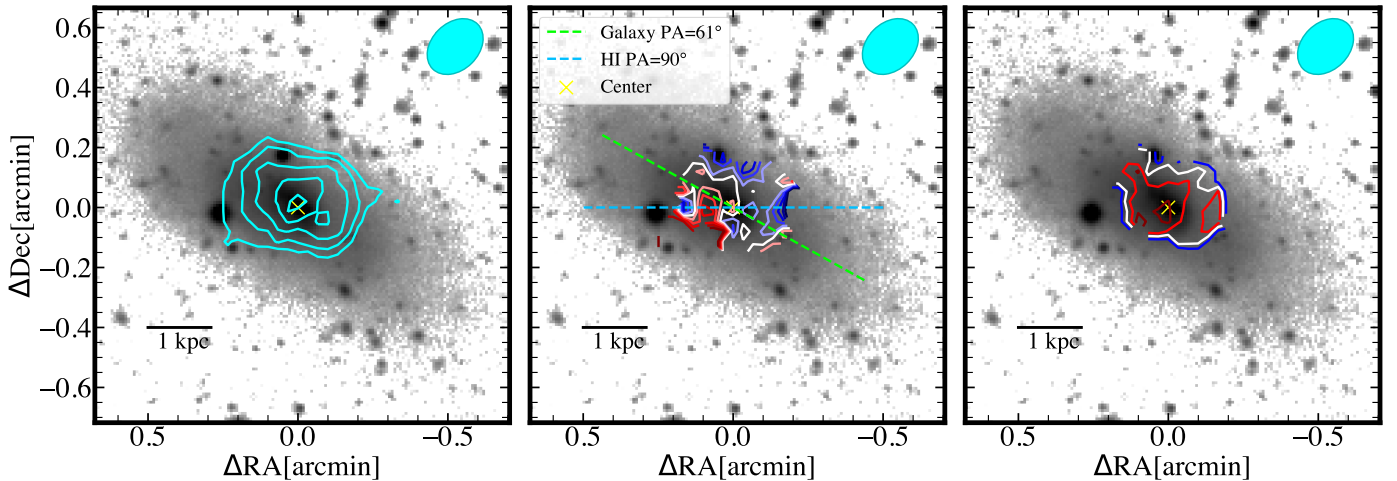 0.6
0.4
0.2
0.0
−0.2
−0.4
−0.6
ΔDec[arcmin]
1 kpc
0.5
0.0
−0.5
ΔRA[arcmin]
Galaxy PA=61°
HI PA=90°
Center
1 kpc
0.5
0.0
−0.5
ΔRA[arcmin]
1 kpc
0.5
0.0
−0.5
ΔRA[arcmin]